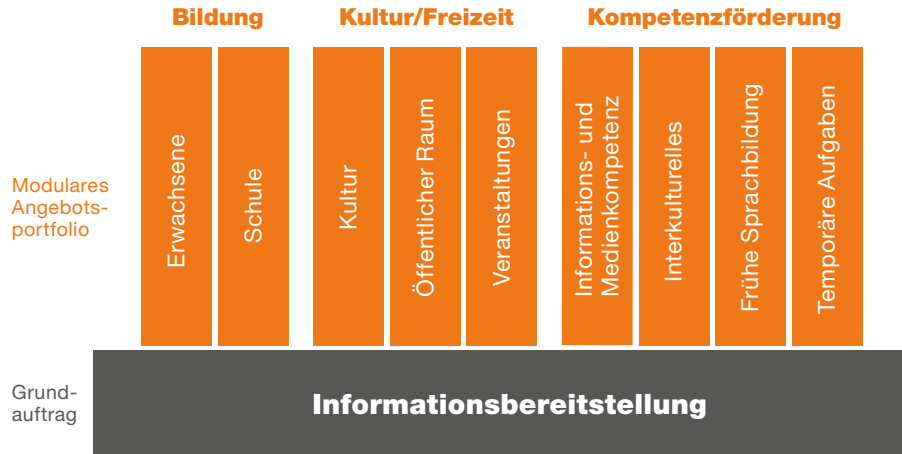 Bildung
Kultur/Freizeit
Kompetenzförderung
Modulares
Angebots-
portfolio
Erwachsene
Schule
Kultur
Öffentlicher Raum
Veranstaltungen
Informations- und
Medienkompetenz
Interkulturelles
Frühe Sprachbildung
Temporäre Aufgaben
Grund-
auftrag
Informationsbereitstellung